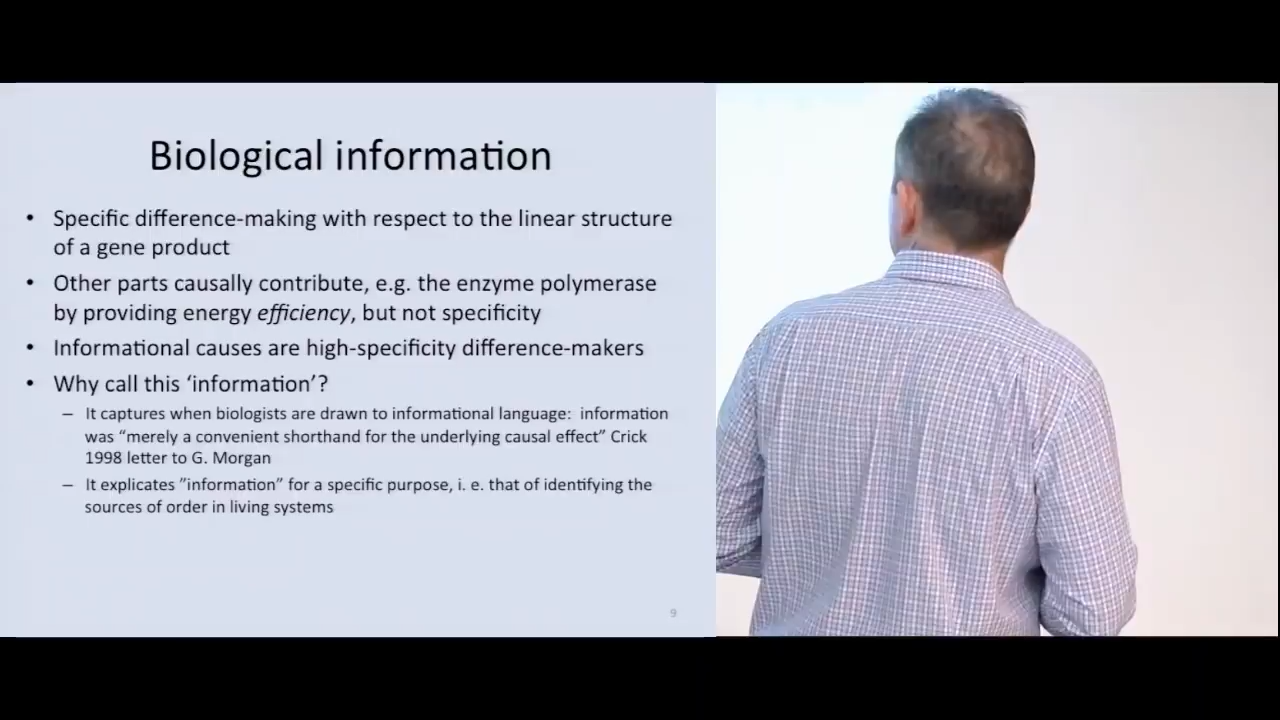 Biological information
• Specific difference-making with respect to the linear structure
of a gene product
• Other parts causally contribute, e.g. the enzyme polymerase
by providing energy efficiency, but not specificity
• Informational causes are high-specificity difference-makers
• Why call this ‘information’?
– It captures when biologists are drawn to informational language: information
was “merely a convenient shorthand for the underlying causal effect” Crick
1998 letter to G. Morgan
– It explicates ”information” for a specific purpose, i. e. that of identifying the
sources of order in living systems
9